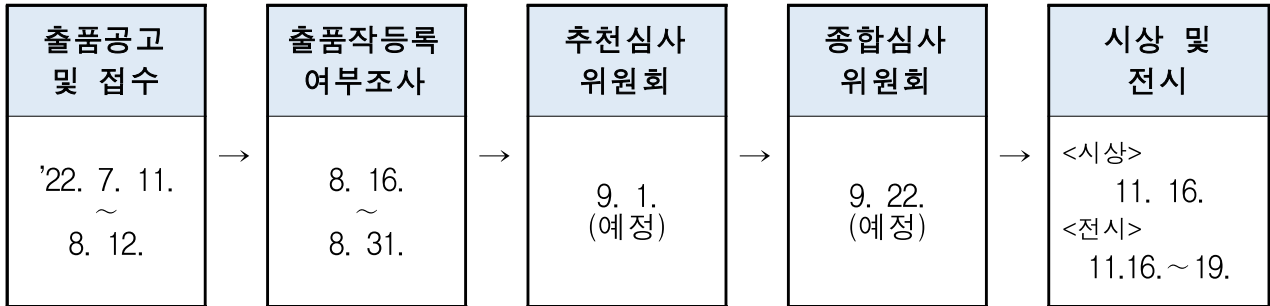 출품공고
및 접수
’22. 7. 11.
～
8. 12.
→
출품작등록
여부조사
8. 16.
～
8. 31.
→
추천심사
위원회
9. 1.
(예정)
→
종합심사
위원회
9. 22.
(예정)
→
시상 및
전시
<시상>
11. 16.
<전시>
11.16.～19.